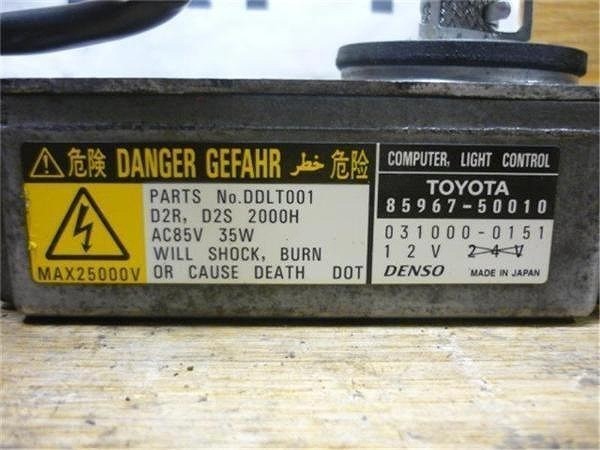 危険 DANGER GEFAHR خطر 危险
MAX25000V
PARTS No.DDLT001
D2R, D2S 2000H
AC85V 35W
WILL SHOCK, BURN
OR CAUSE DEATH DOT
COMPUTER, LIGHT CONTROL
TOYOTA
85967-50010
031000-0151
12V 24V
DENSO MADE IN JAPAN